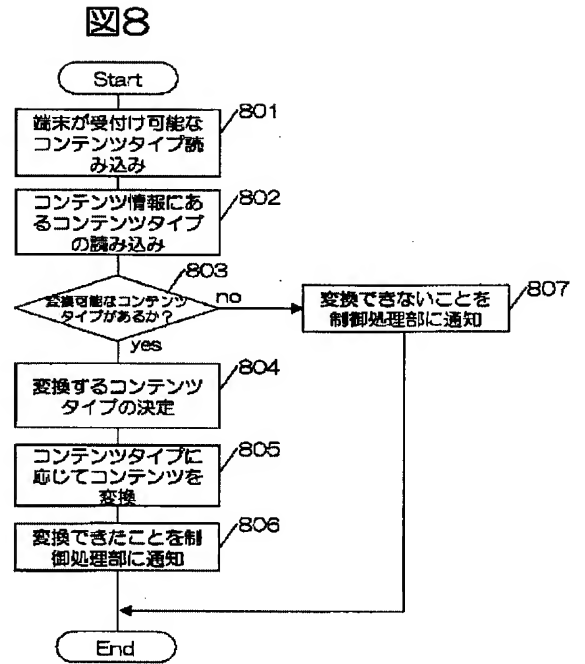 図8
Start
801
端末が受付け可能な
コンテンツタイプ読
み込み
802
コンテンツ情報にあ
るコンテンツタイプ
の読み込み
803
変換可能なコンテンツ
タイプがあるか?
no
yes
807
変換できないことを
制御処理部に通知
804
変換するコンテンツ
タイプの決定
805
コンテンツタイプに
応じてコンテンツを
変換
806
変換できたことを制
御処理部に通知
End